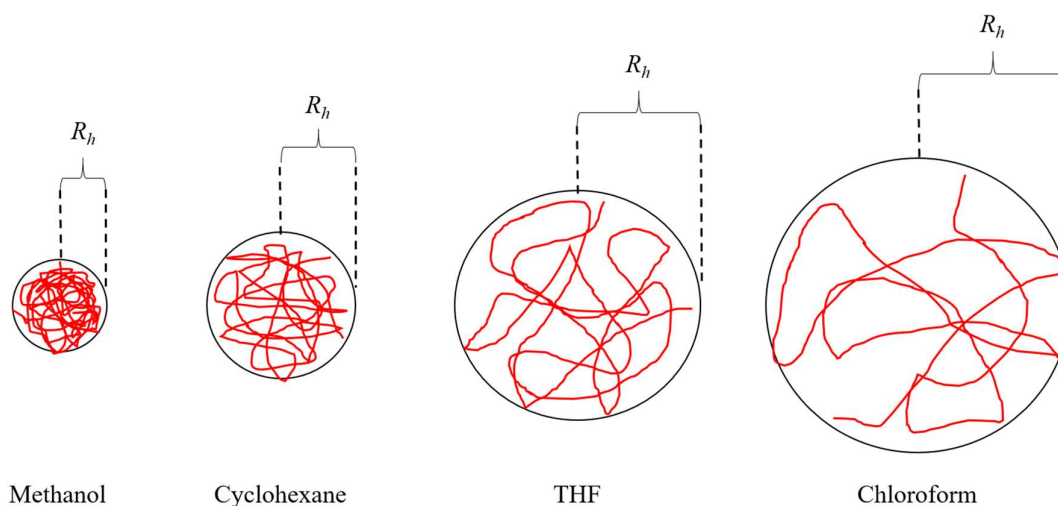 R_h
R_h
R_h
R_h
Methanol
Cyclohexane
THF
Chloroform